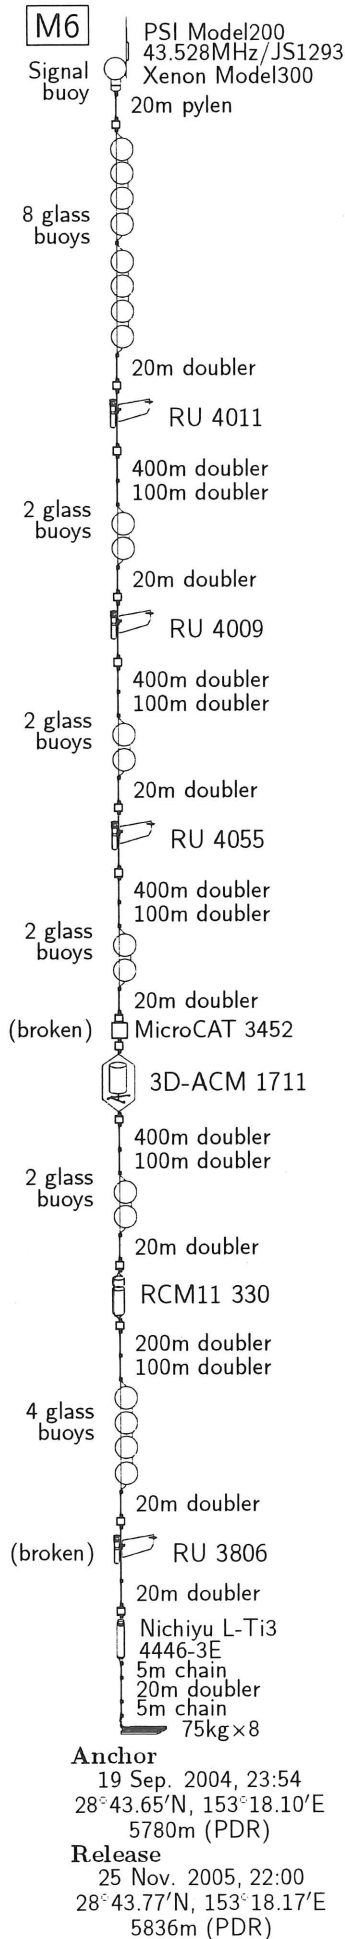 M6
PSI Model200
43.528MHz/JS1293
Xenon Model300
Signal
buoy
20m pylen
8 glass
buoys
20m doubler
RU 4011
400m doubler
100m doubler
2 glass
buoys
20m doubler
RU 4009
400m doubler
100m doubler
2 glass
buoys
20m doubler
RU 4055
400m doubler
100m doubler
2 glass
buoys
20m doubler
(broken)
MicroCAT 3452
3D-ACM 1711
400m doubler
100m doubler
2 glass
buoys
20m doubler
RCM11 330
200m doubler
100m doubler
4 glass
buoys
20m doubler
(broken)
RU 3806
20m doubler
Nichiyu L-Ti3
4446-3E
5m chain
20m doubler
5m chain
75kg×8
Anchor
19 Sep. 2004, 23:54
28°43.65′N, 153°18.10′E
5780m (PDR)
Release
25 Nov. 2005, 22:00
28°43.77′N, 153°18.17′E
5836m (PDR)